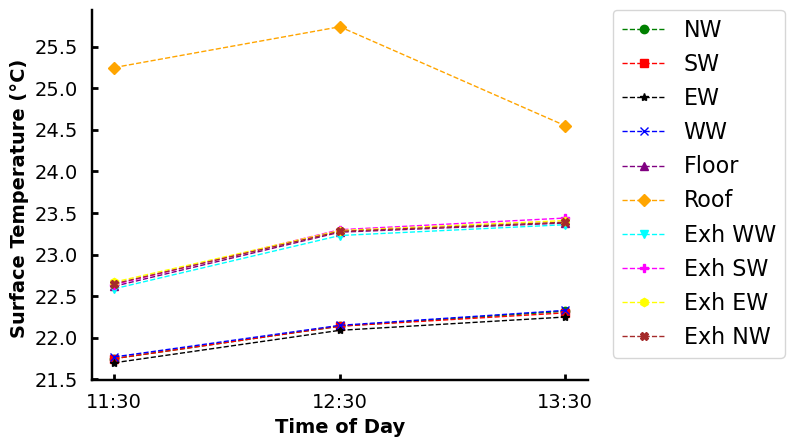 Surface Temperature (°C)
25.5
25.0
24.5
24.0
23.5
23.0
22.5
22.0
21.5
11:30 12:30 13:30
Time of Day
NW
SW
EW
WW
Floor
Roof
Exh WW
Exh SW
Exh EW
Exh NW